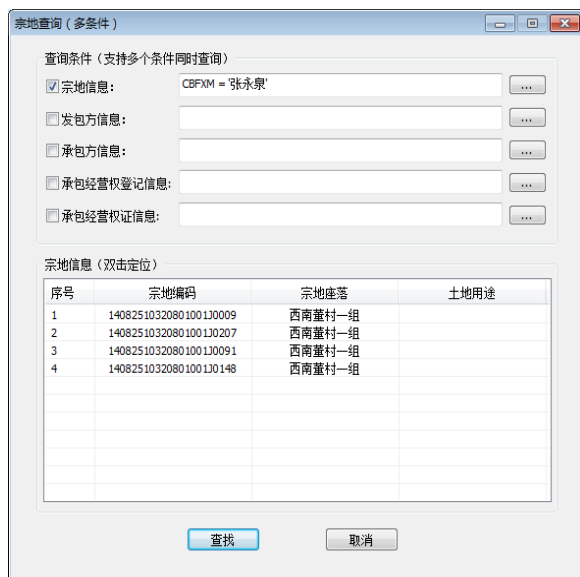 宗地查询（多条件）
查询条件（支持多个条件同时查询）
宗地信息: CBFXM = '张永泉' ...
发包方信息: ...
承包方信息: ...
承包经营权登记信息: ...
承包经营权证信息: ...
宗地信息（双击定位）
序号 宗地编码 宗地座落 土地用途
1 14082510320801001J0009 西南董村一组
2 14082510320801001J0207 西南董村一组
3 14082510320801001J0091 西南董村一组
4 14082510320801001J0148 西南董村一组
查找 取消